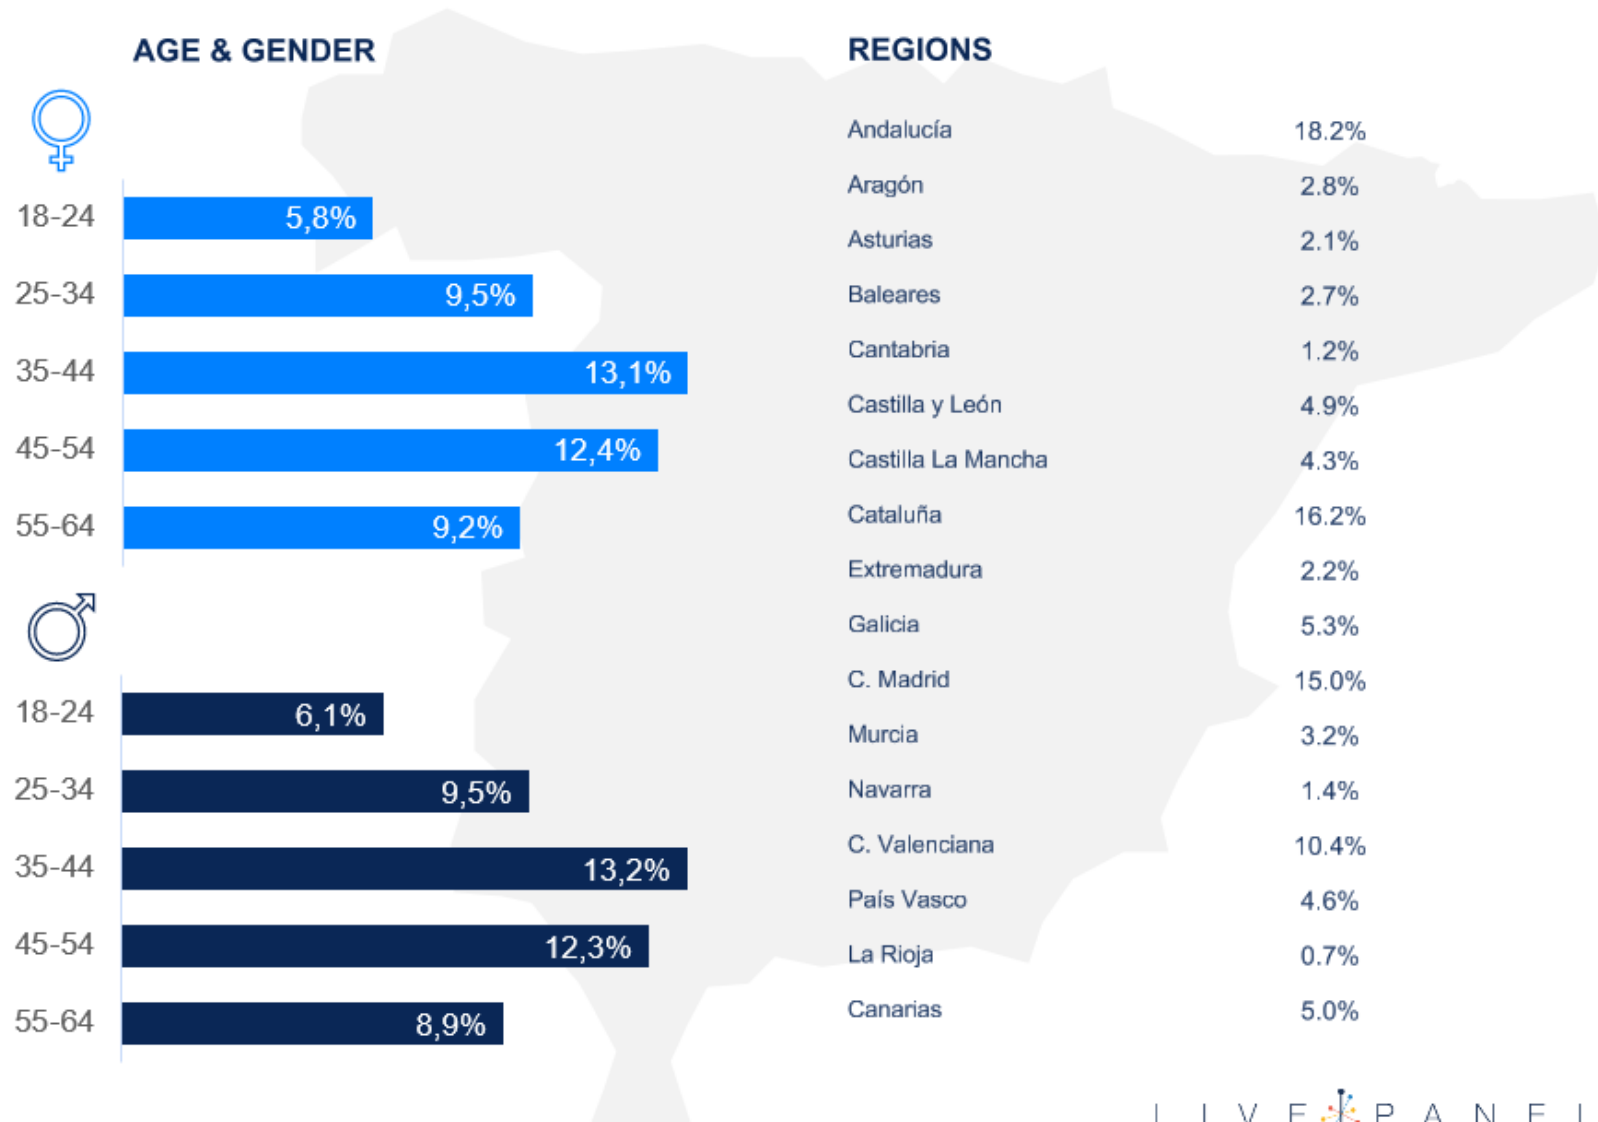 AGE & GENDER
18-24 5,8%
25-34 9,5%
35-44 13,1%
45-54 12,4%
55-64 9,2%
18-24 6,1%
25-34 9,5%
35-44 13,2%
45-54 12,3%
55-64 8,9%
REGIONS
Andalucía 18.2%
Aragón 2.8%
Asturias 2.1%
Baleares 2.7%
Cantabria 1.2%
Castilla y León 4.9%
Castilla La Mancha 4.3%
Cataluña 16.2%
Extremadura 2.2%
Galicia 5.3%
C. Madrid 15.0%
Murcia 3.2%
Navarra 1.4%
C. Valenciana 10.4%
País Vasco 4.6%
La Rioja 0.7%
Canarias 5.0%
LIVE PANEL